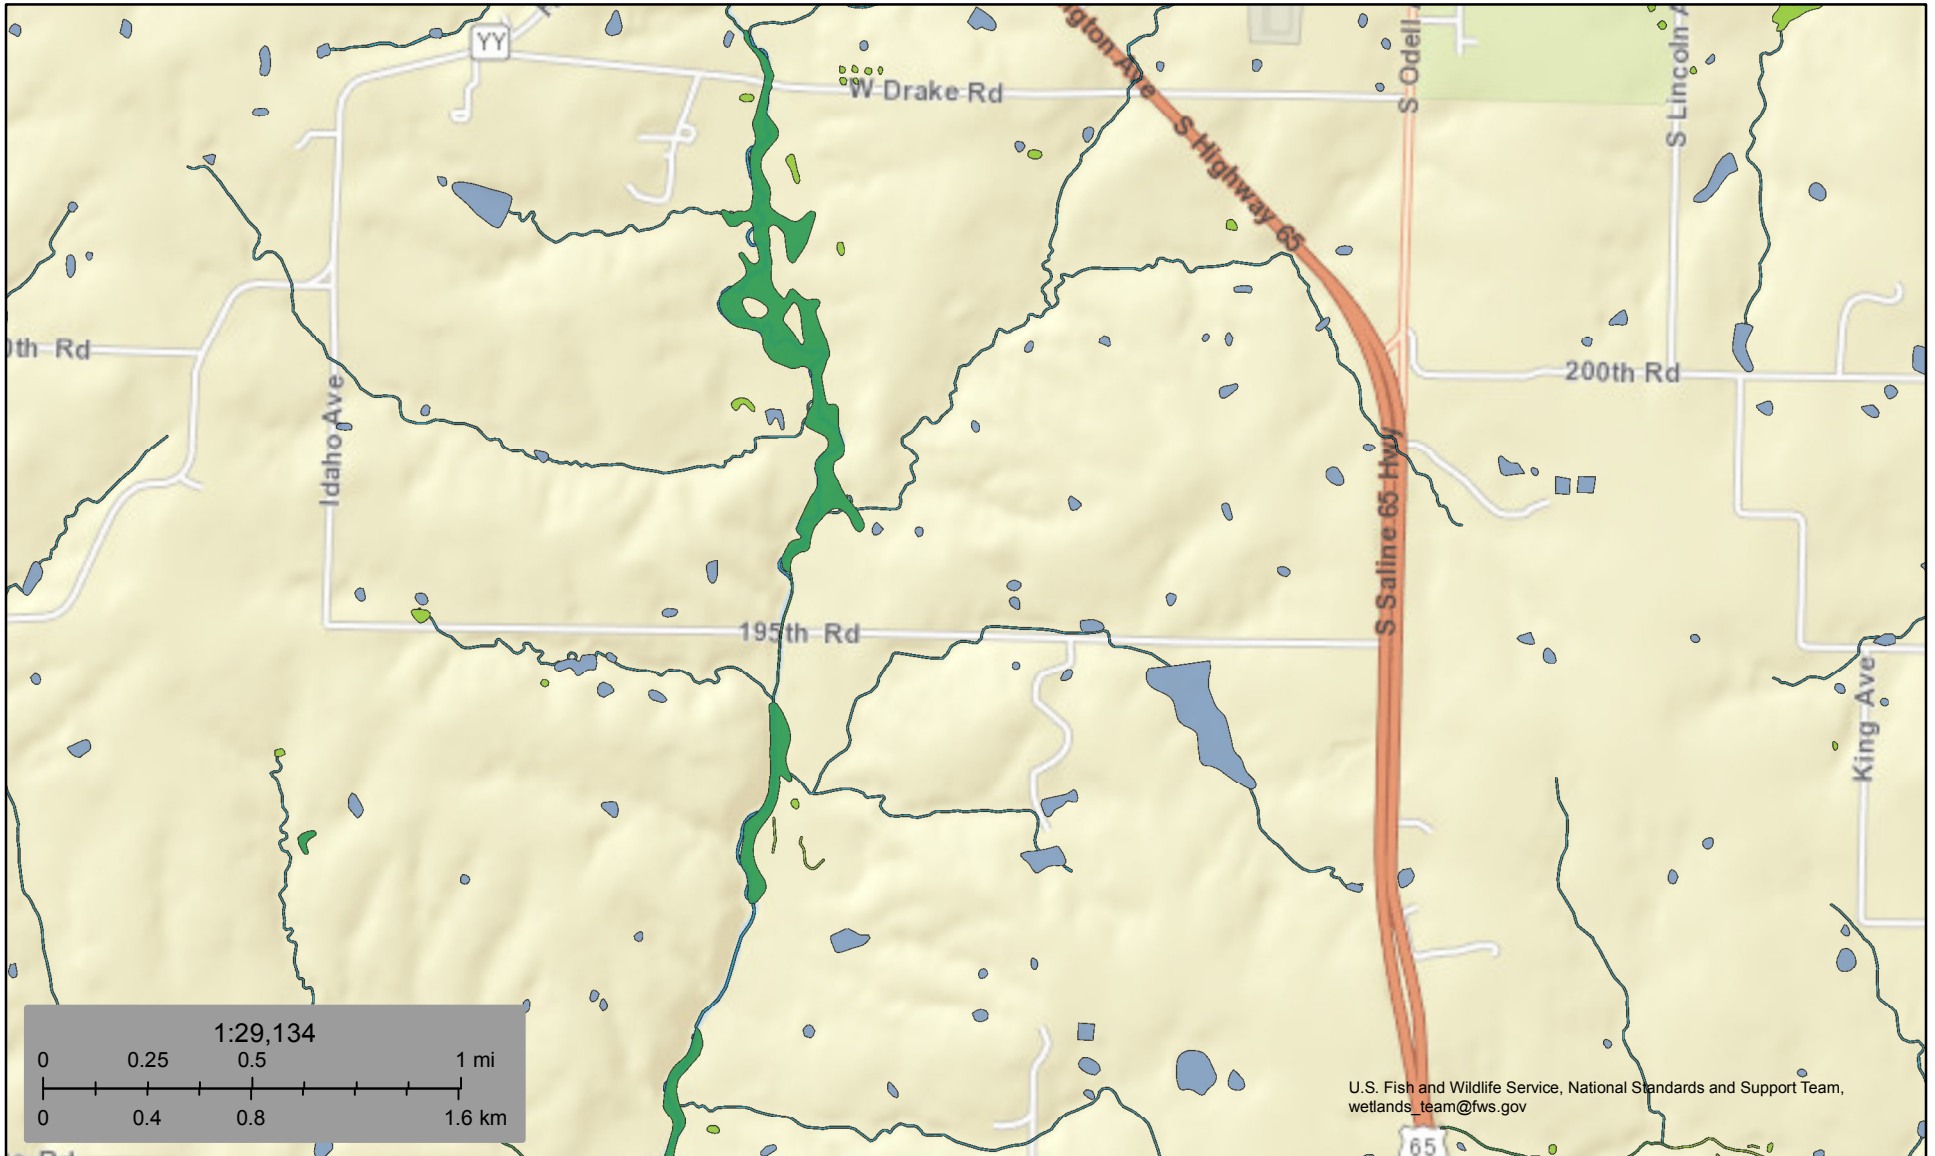 YY
W Drake Rd
S Highway 65
S Odell
S Lincoln
200th Rd
Idaho Ave
S Saline 65 Hwy
195th Rd
King Ave
1:29,134
0 0.25 0.5 1 mi
0 0.4 0.8 1.6 km
U.S. Fish and Wildlife Service, National Standards and Support Team,
wetlands_team@fws.gov
65